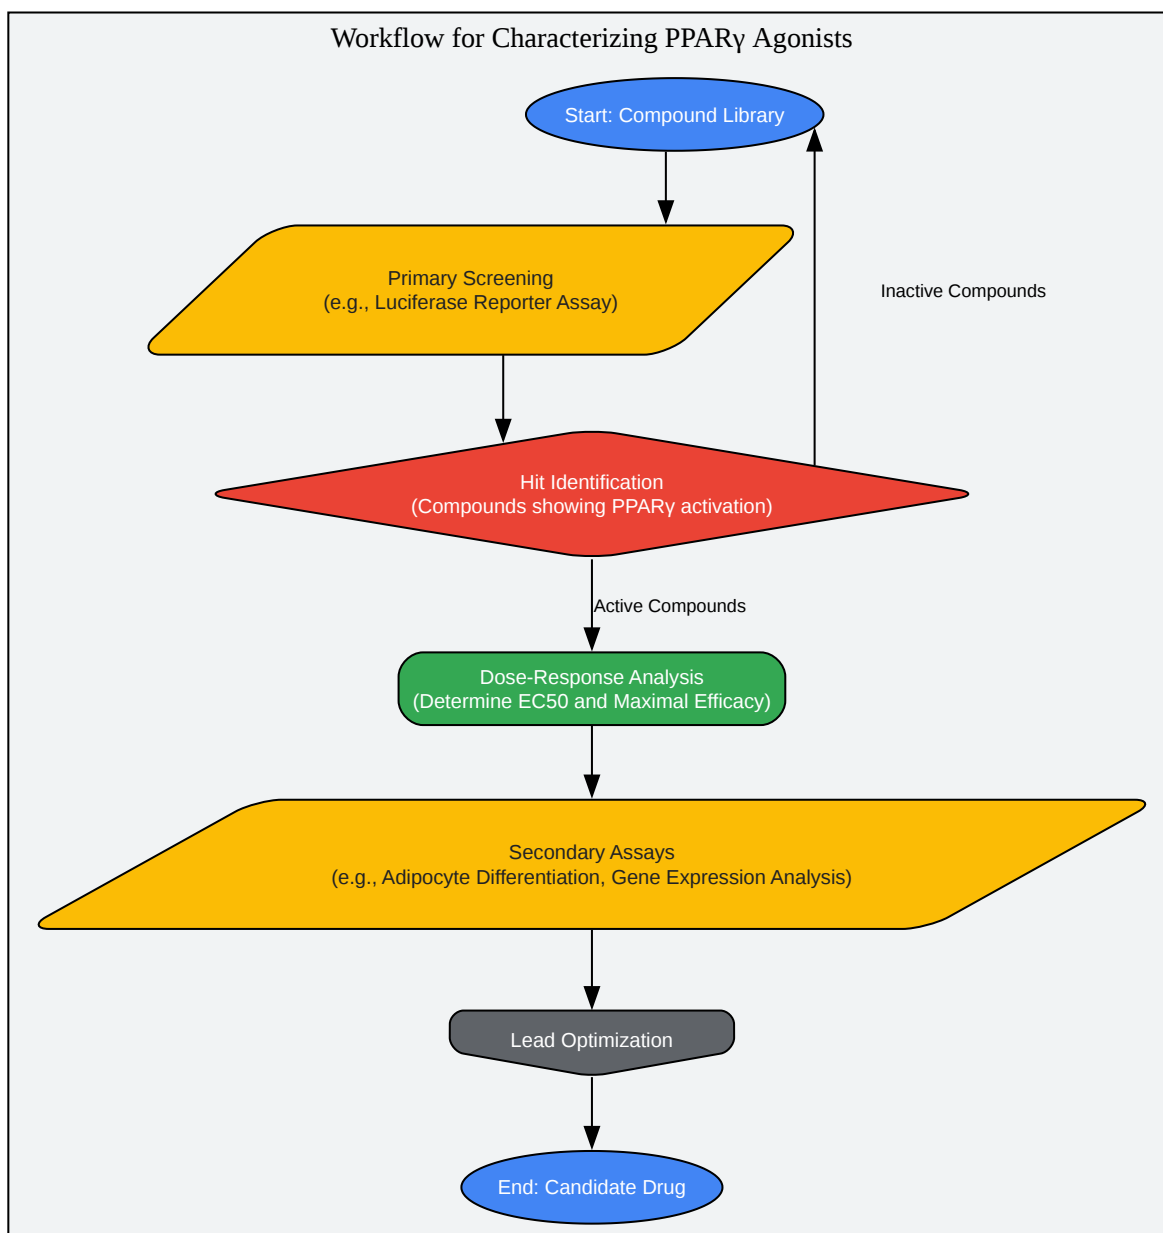 Workflow for Characterizing PPARγ Agonists
Start: Compound Library
Primary Screening
(e.g., Luciferase Reporter Assay)
Inactive Compounds
Hit Identification
(Compounds showing PPARγ activation)
Active Compounds
Dose-Response Analysis
(Determine EC50 and Maximal Efficacy)
Secondary Assays
(e.g., Adipocyte Differentiation, Gene Expression Analysis)
Lead Optimization
End: Candidate Drug